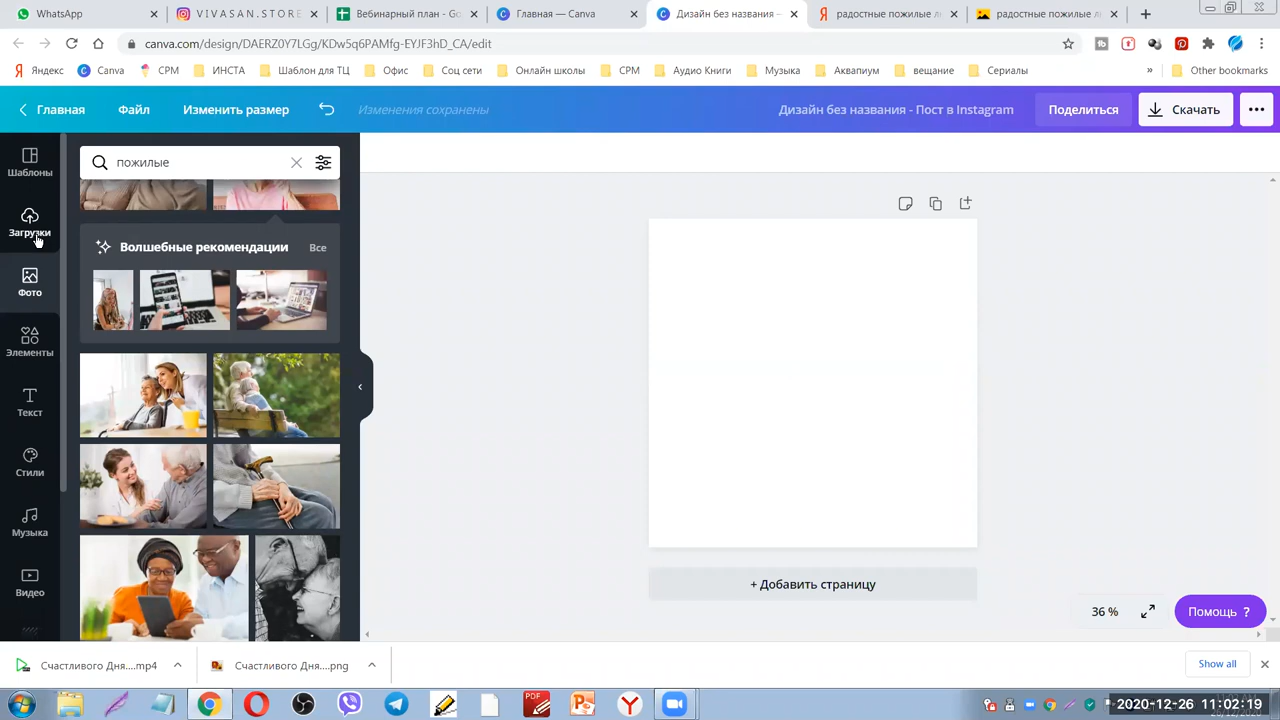 WhatsApp
V I V A S A N . S T O R E
Вебинарный план - Go
Главная — Canva
Дизайн без названия —
радостные пожилые л
радостные пожилые лю
canva.com/design/DAERZ0Y7LGg/KDw5q6PAMfg-EYJF3hD_CA/edit
Яндекс
Canva
СРМ
ИНСТА
Шаблон для ТЦ
Офис
Соц сети
Онлайн школы
СРМ
Аудио Книги
Музыка
Аквапиум
вещание
Сериалы
»
Other bookmarks
Главная
Файл
Изменить размер
Изменения сохранены
Дизайн без названия - Пост в Instagram
Поделиться
Скачать
•••
Шаблоны
Загрузки
Фото
Элементы
Текст
Стили
Музыка
Видео
пожилые
Волшебные рекомендации
Все
+ Добавить страницу
36 %
Помощь ?
Счастливого Дня....mp4
Счастливого Дня....png
Show all
2020-12-26 11:02:19